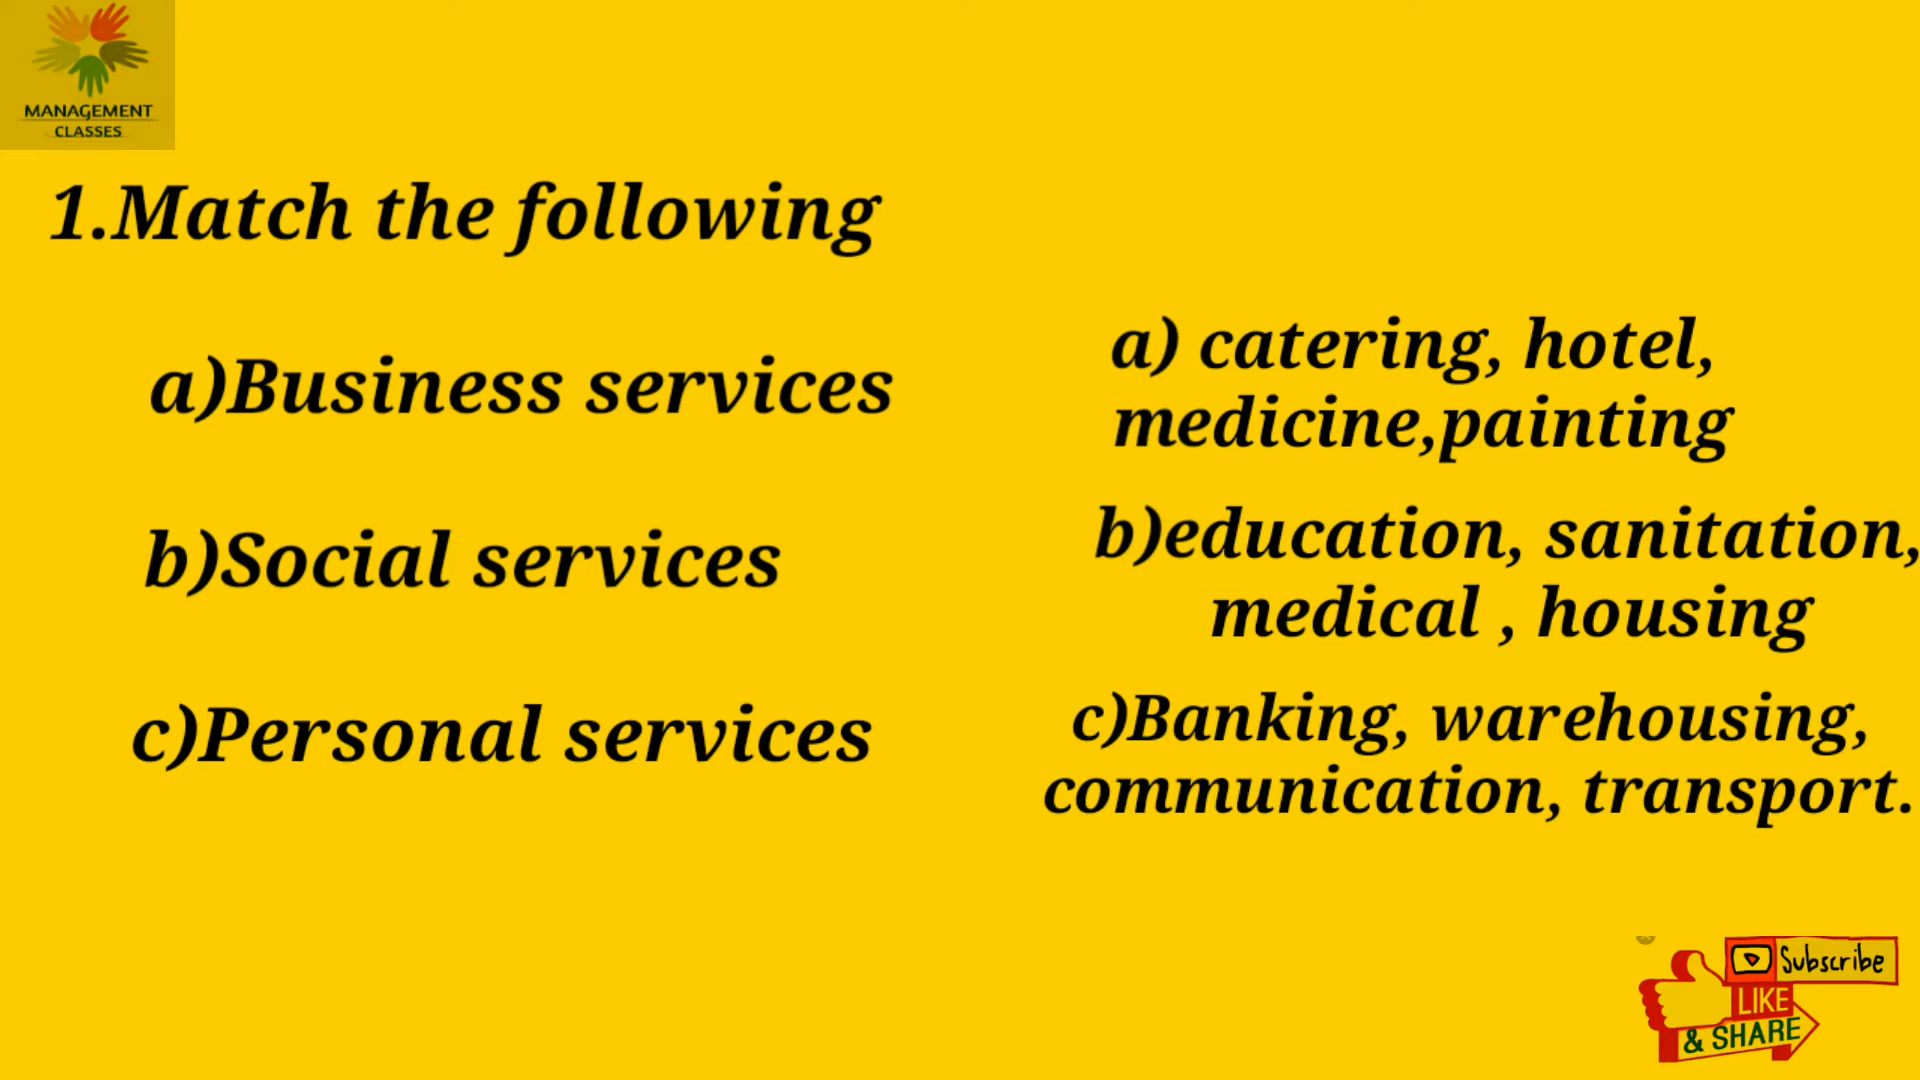 MANAGEMENT
CLASSES
1.Match the following
a)Business services
b)Social services
c)Personal services
a) catering, hotel,
medicine,painting
b)education, sanitation,
medical , housing
c)Banking, warehousing,
communication, transport.
Subscribe
LIKE
& SHARE